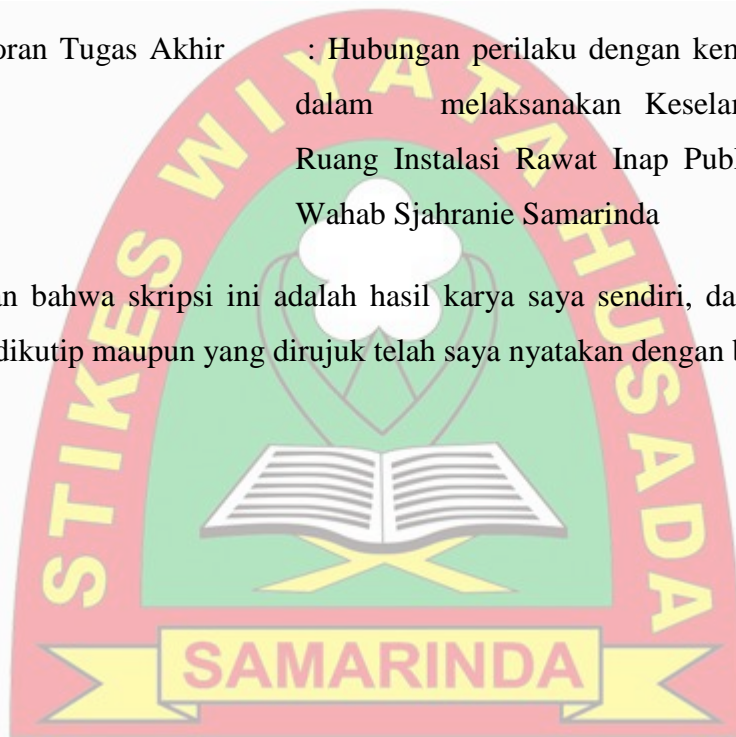 oran Tugas Akhir : Hubungan perilaku dengan kem
dalam melaksanakan Kesela
Ruang Instalasi Rawat Inap Publ
Wahab Sjahranie Samarinda
an bahwa skripsi ini adalah hasil karya saya sendiri, da
dikutip maupun yang dirujuk telah saya nyatakan dengan b
STIKES WIYATA HUSADA
SAMARINDA